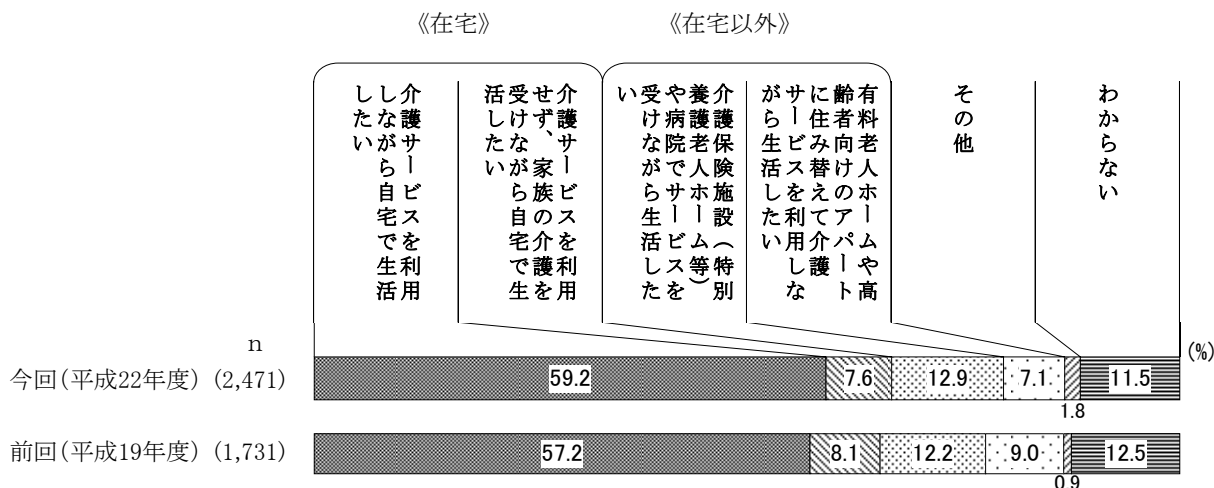 《在宅》
《在宅以外》
介護サービスを利用
しながら自宅で生活
したい
介護サービスを利用
せず、家族の介護を
受けながら自宅で生
活したい
介護保険施設（特別
養護老人ホーム等）
や病院でサービスを
受けながら生活した
い
有料老人ホームや高
齢者向けのアパート
に住み替えて介護
サービスを利用しな
がら生活したい
その他
わからない
n
(%)
今回(平成22年度) (2,471)
59.2
7.6
12.9
7.1
1.8
11.5
前回(平成19年度) (1,731)
57.2
8.1
12.2
9.0
0.9
12.5